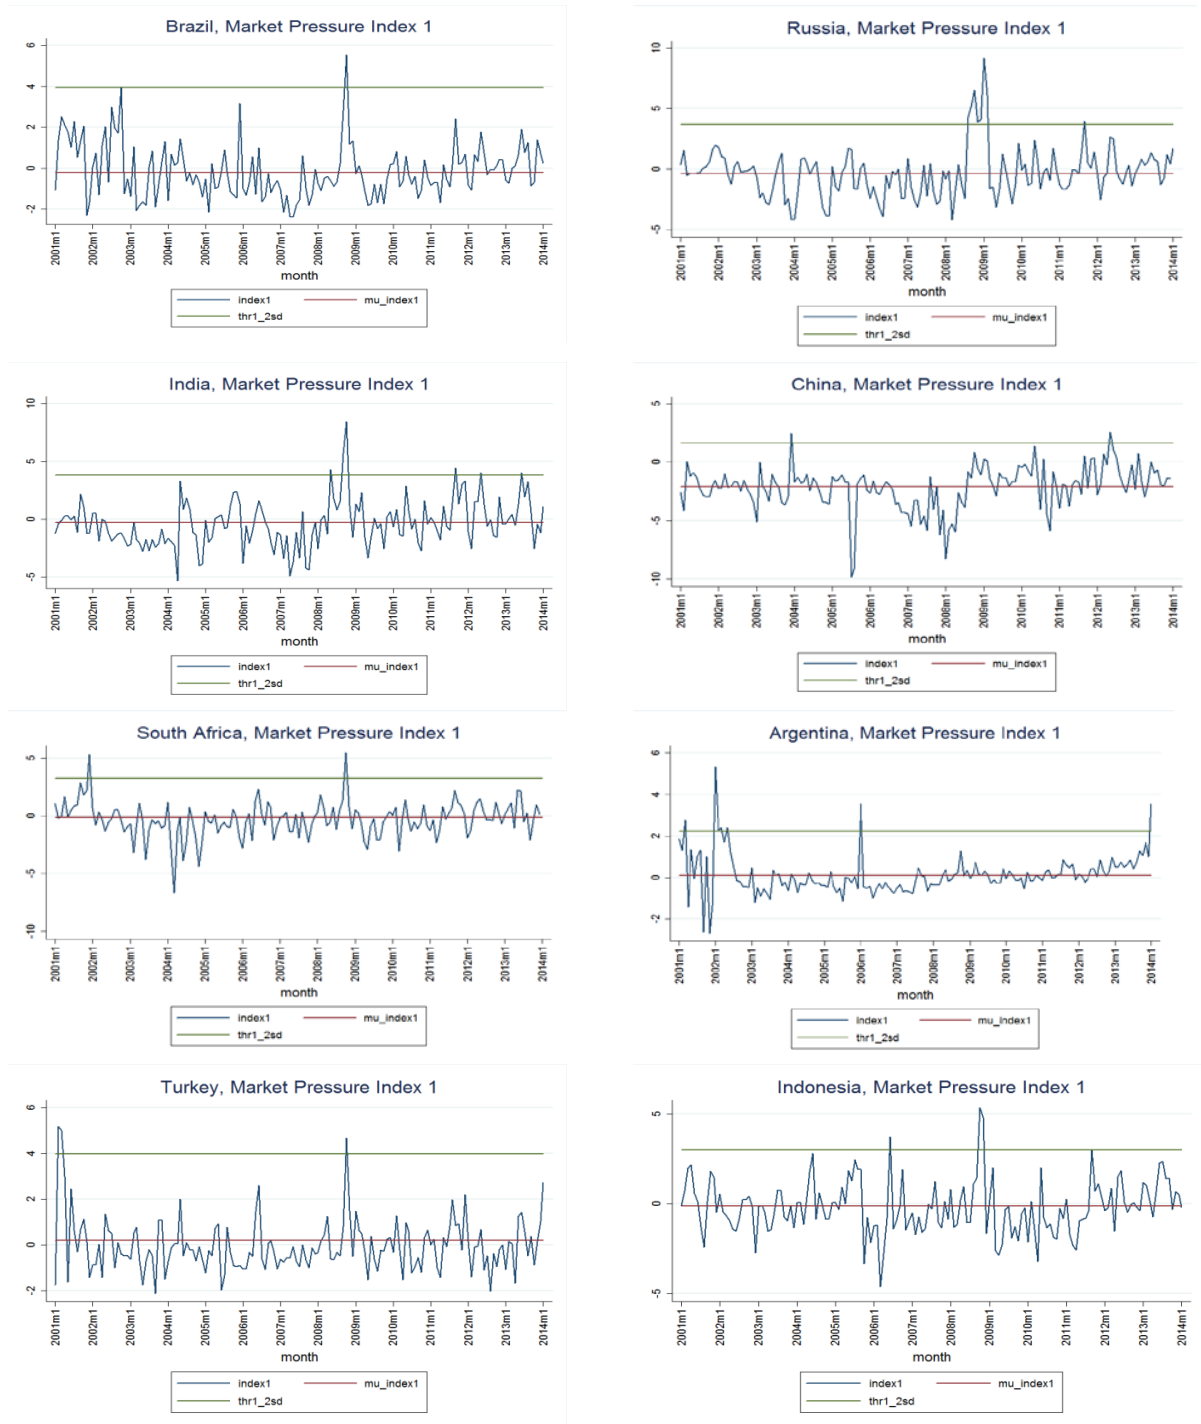 Brazil, Market Pressure Index 1
6
4
2
0
-2
2001m1 2002m1 2003m1 2004m1 2005m1 2006m1 2007m1 2008m1 2009m1 2010m1 2011m1 2012m1 2013m1 2014m1
month
index1 mu_index1
thr1_2sd
Russia, Market Pressure Index 1
10
5
0
-5
2001m1 2002m1 2003m1 2004m1 2005m1 2006m1 2007m1 2008m1 2009m1 2010m1 2011m1 2012m1 2013m1 2014m1
month
index1 mu_index1
thr1_2sd
India, Market Pressure Index 1
10
5
0
-5
2001m1 2002m1 2003m1 2004m1 2005m1 2006m1 2007m 2008m1 2009m1 2010m1 2011m1 2012m1 2013m1 2014m1
month
index1 mu_index1
thr1_2sd
China, Market Pressure Index 1
5
0
-5
-10
2001m1 2002m1 2003m1 2004m1 2005m1 2006m1 2007m1 2008m1 2009m1 2010m1 2011m1 2012m1 2013m1 2014m1
month
index1 mu_index1
thr1_2sd
South Africa, Market Pressure Index 1
5
0
-5
-10
2001m1 2002m1 2003m1 2004m1 2005m1 2006m1 2007m1 2008m1 2009m1 2010m1 2011m1 2012m1 2013m1 2014m1
month
index1 mu_index1
thr1_2sd
Argentina, Market Pressure Index 1
6
4
2
0
-2
2001m1 2002m1 2003m1 2004m1 2005m1 2006m1 2007m1 2008m1 2009m1 2010m1 2011m1 2012m1 2013m1 2014m1
month
index1 mu_index1
thr1_2sd
Turkey, Market Pressure Index 1
6
4
2
0
-2
2001m1 2002m1 2003m1 2004m1 2005m1 2006m1 2007m1 2008m1 2009m1 2010m1 2011m1 2012m1 2013m1 2014m1
month
index1 mu_index1
thr1_2sd
Indonesia, Market Pressure Index 1
5
0
-5
2001m1 2002m1 2003m1 2004m1 2005m1 2006m1 2007m1 2008m1 2009m1 2010m1 2011m1 2012m1 2013m1 2014m1
month
index1 mu_index1
thr1_2sd